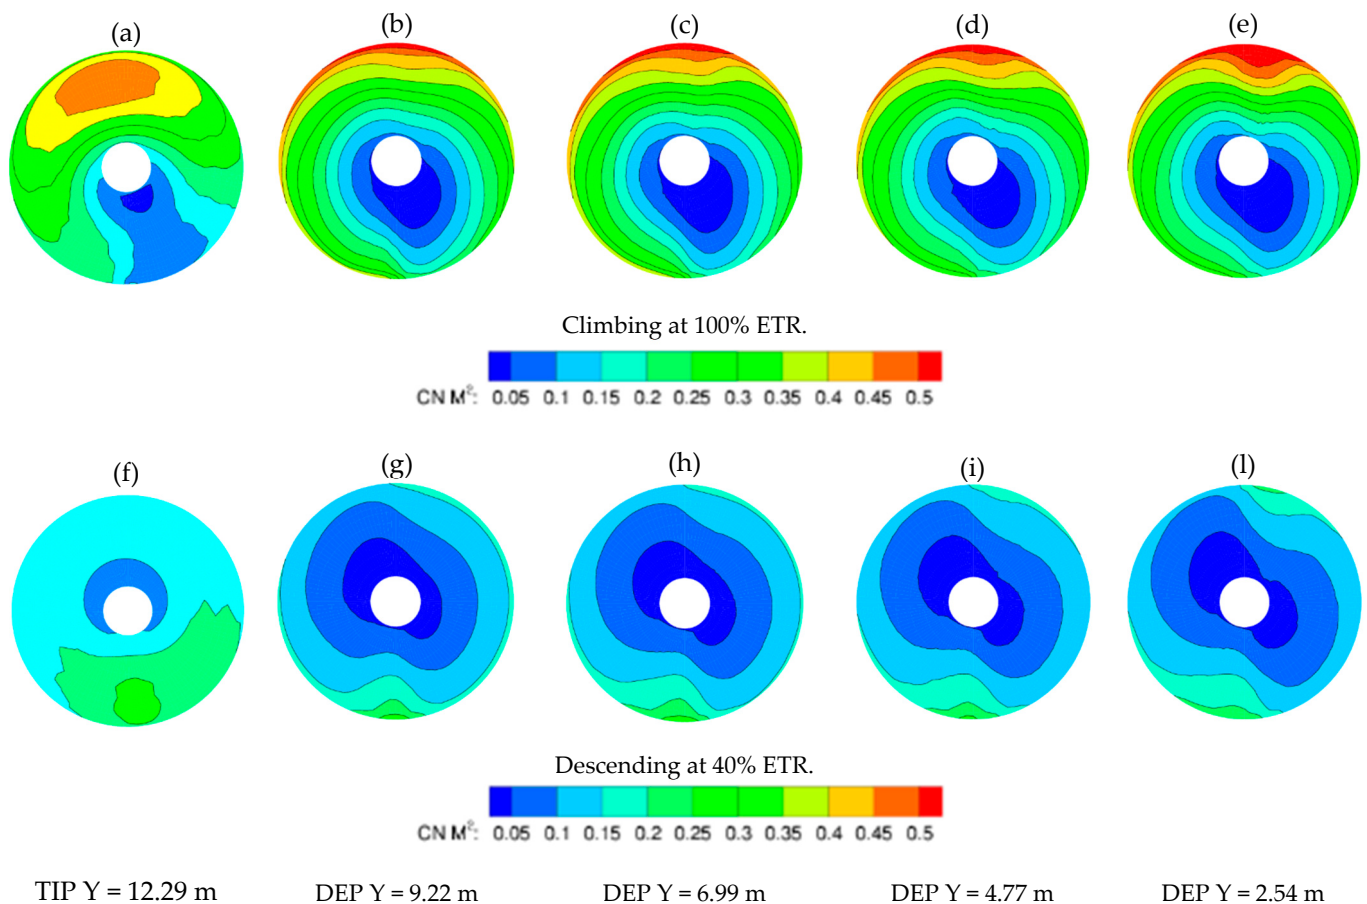 (a) (b) (c) (d) (e)
Climbing at 100% ETR.
CN M²: 0.05 0.1 0.15 0.2 0.25 0.3 0.35 0.4 0.45 0.5
(f) (g) (h) (i) (l)
Descending at 40% ETR.
CN M²: 0.05 0.1 0.15 0.2 0.25 0.3 0.35 0.4 0.45 0.5
TIP Y = 12.29 m DEP Y = 9.22 m DEP Y = 6.99 m DEP Y = 4.77 m DEP Y = 2.54 m